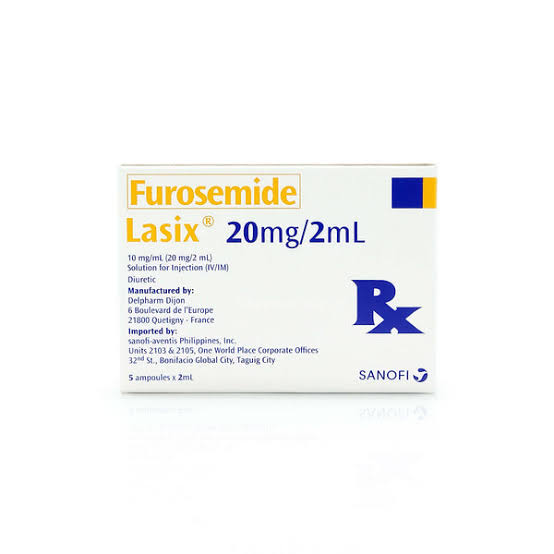 Furosemide
Lasix® 20mg/2mL
10 mg/mL (20 mg/2 mL)
Solution for Injection (IV/IM)
Diuretic
Manufactured by:
Delpharm Dijon
6 Boulevard de l'Europe
21800 Quetigny - France
Imported by:
sanofi-aventis Philippines, Inc.
Units 2103 & 2105, One World Place Corporate Offices
32nd St., Bonifacio Global City, Taguig City
5 ampoules x 2mL
Rx
SANOFI